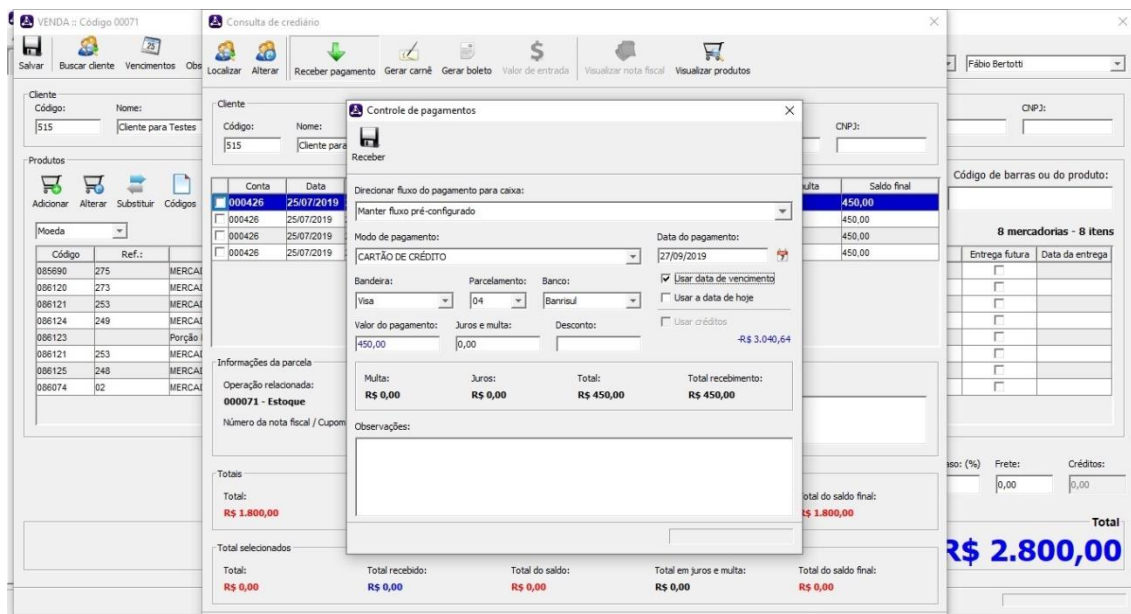 VENDA :: Código 00071
Salvar
Buscar cliente
Vencimentos
Cliente
Código:
Nome:
515
Cliente para Testes
Produtos
Adicionar
Alterar
Substituir
Códigos
Moeda
Código
Ref.:
085690
275
086120
273
086121
253
086124
249
086123
Porção
086121
253
086125
248
086074
02
Consulta de crediário
Localizar
Alterar
Receber pagamento
Gerar carnê
Gerar boleto
Valor de entrada
Visualizar nota fiscal
Visualizar produtos
Cliente
Código:
Nome:
CNPJ:
515
Cliente para
Conta
Data
Saldo final
000426
25/07/2019
450,00
000426
25/07/2019
450,00
000426
25/07/2019
450,00
000426
25/07/2019
450,00
Informações da parcela
Operação relacionada:
000071 - Estoque
Número da nota fiscal / Cupom
Totais
Total:
R$ 1.800,00
total do saldo final:
R$ 1.800,00
Total selecionados
Total:
Total recebido:
Total do saldo:
Total em juros e multa:
Total do saldo final:
R$ 0,00
R$ 0,00
R$ 0,00
R$ 0,00
R$ 0,00
Controle de pagamentos
Receber
Direcionar fluxo do pagamento para caixa:
Manter fluxo pré-configurado
Modo de pagamento:
Data do pagamento:
CARTÃO DE CRÉDITO
27/09/2019
Bandeira:
Parcelamento:
Banco:
Usar data de vencimento
Visa
04
Banrisul
Usar a data de hoje
Valor do pagamento:
Juros e multa:
Desconto:
Usar créditos
450,00
0,00
-R$ 3.040,64
Multa:
Juros:
Total:
Total recebimento:
R$ 0,00
R$ 0,00
R$ 450,00
R$ 450,00
Observações:
Fábio Bertotti
CNPJ:
Código de barras ou do produto:
8 mercadorias - 8 itens
Entrega futura
Data da entrega
(%)
Frete:
Créditos:
0,00
0,00
Total
R$ 2.800,00